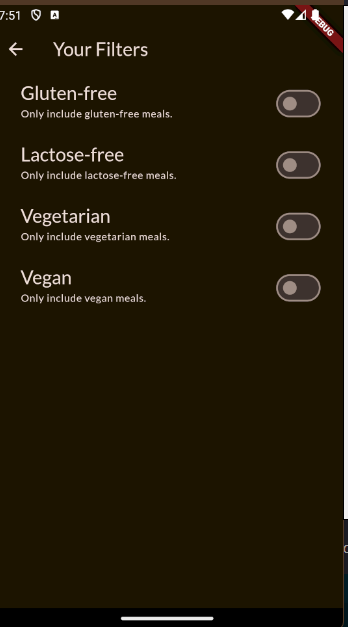 7:51 A
DEBUG
Your Filters
Gluten-free
Only include gluten-free meals.
Lactose-free
Only include lactose-free meals.
Vegetarian
Only include vegetarian meals.
Vegan
Only include vegan meals.